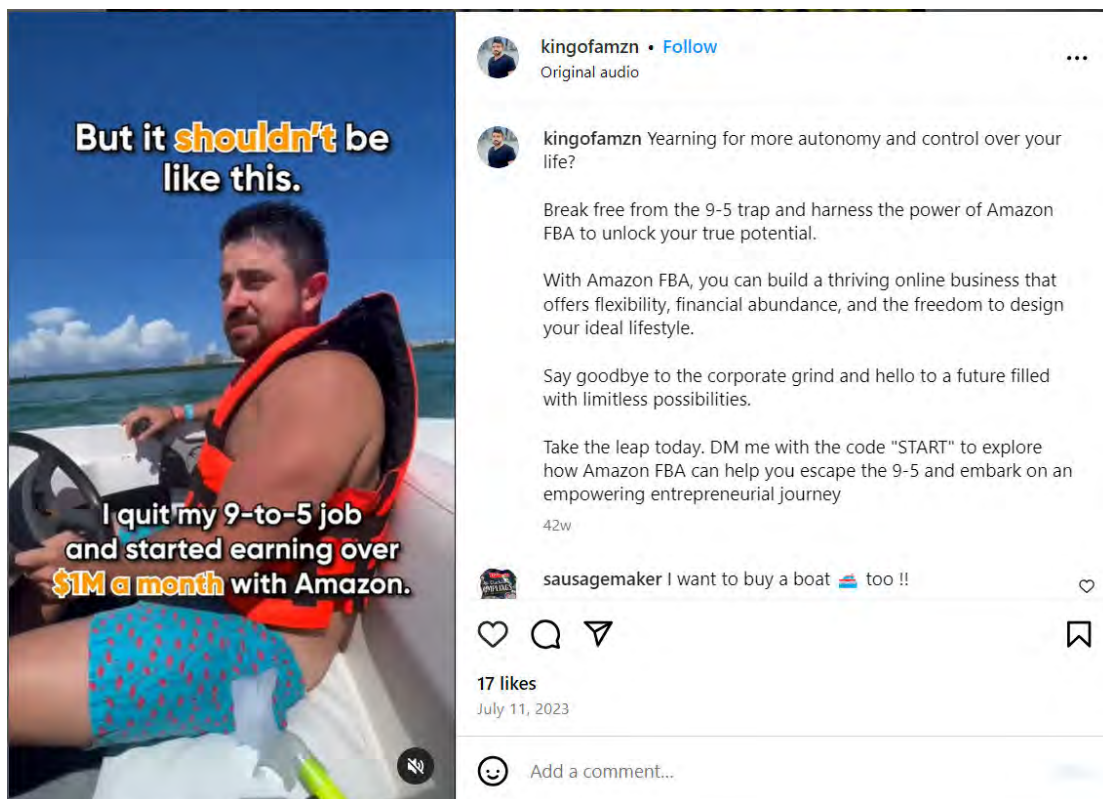 But it shouldn't be
like this.
I quit my 9-to-5 job
and started earning over
$1M a month with Amazon.
kingofamzn • Follow
Original audio
kingofamzn Yearning for more autonomy and control over your
life?
Break free from the 9-5 trap and harness the power of Amazon
FBA to unlock your true potential.
With Amazon FBA, you can build a thriving online business that
offers flexibility, financial abundance, and the freedom to design
your ideal lifestyle.
Say goodbye to the corporate grind and hello to a future filled
with limitless possibilities.
Take the leap today. DM me with the code "START" to explore
how Amazon FBA can help you escape the 9-5 and embark on an
empowering entrepreneurial journey
42w
sausagemaker I want to buy a boat 🚤 too !!
17 likes
July 11, 2023
Add a comment...